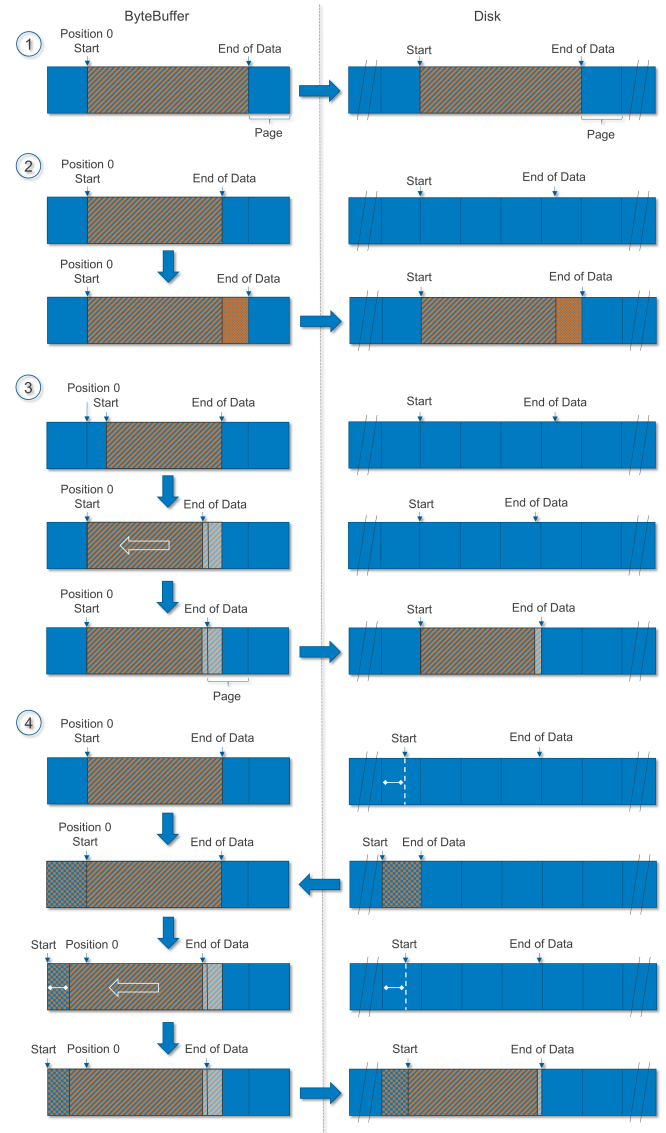 ByteBuffer
Disk
1
Position 0
Start
End of Data
Start
End of Data
Page
Page
2
Position 0
Start
End of Data
Start
End of Data
Position 0
Start
End of Data
Start
End of Data
3
Position 0
Start
End of Data
Start
End of Data
Position 0
Start
End of Data
Start
End of Data
Position 0
Start
End of Data
Start
End of Data
Page
4
Position 0
Start
End of Data
Start
End of Data
Position 0
Start
End of Data
Start
End of Data
Start
Position 0
End of Data
Start
End of Data
Start
Position 0
End of Data
Start
End of Data